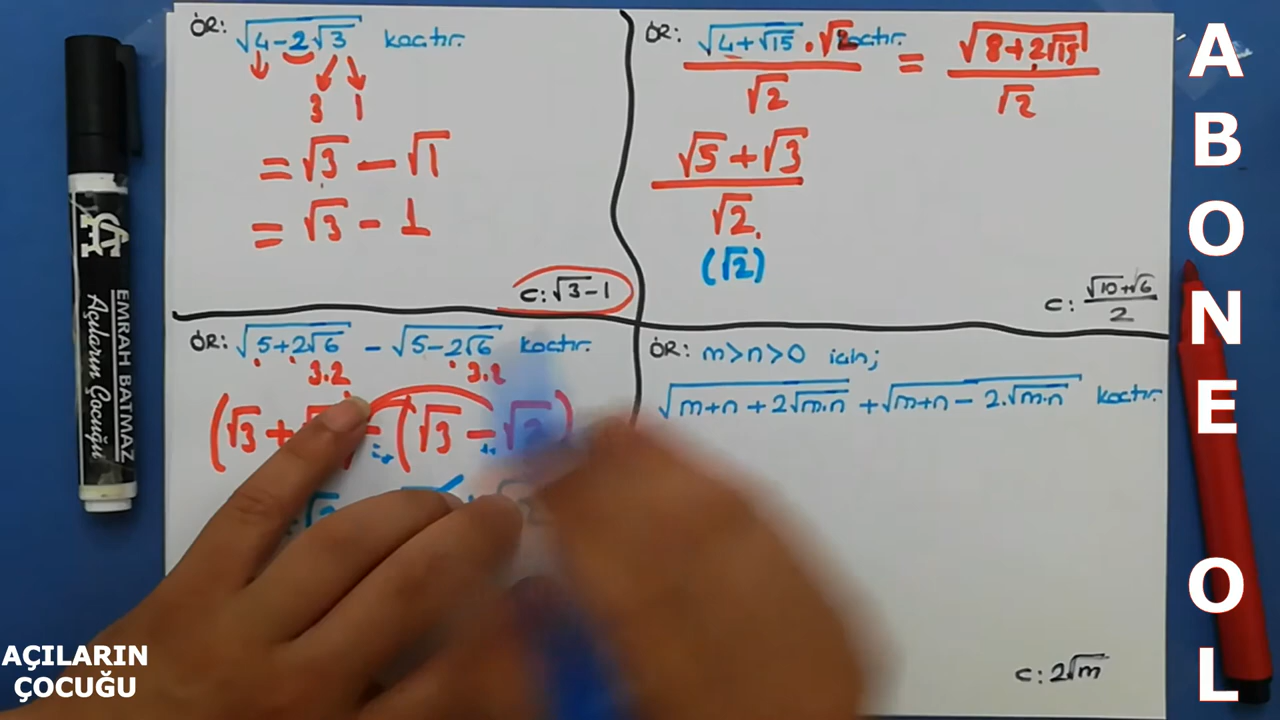 ÖR: √4-2√3 kaçtır.
3 1
= √3 - √1
= √3 - 1
C: √3-1
ÖR: √4+√15 . √2 / √2 = √8+2√15 / √2
√5+√3 / √2
(√2)
C: √10+√6 / 2
ÖR: √5+2√6 - √5-2√6 kaçtır.
3.2 3.2
(√3+ - (√3-
ÖR: m>n>0 için;
√m+n+2√m.n + √m+n-2.√m.n kaçtır.
C: 2√m
EMRAH BATMAZ
Açıların Çocuğu
AÇILARIN
ÇOCUĞU
ABONE OL